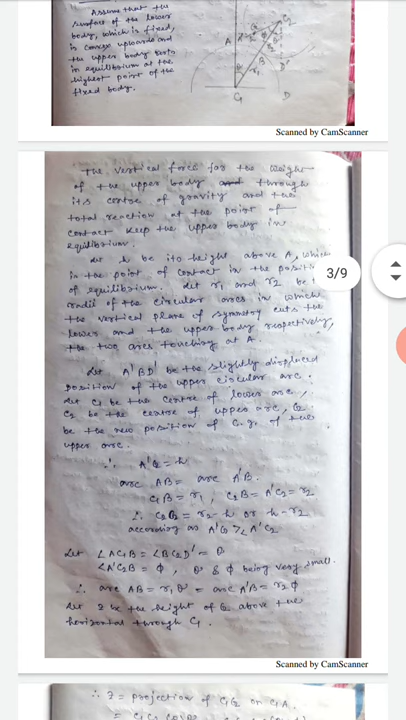 Assume that the
surface of the lower
body, which is fixed,
is convex upwards and
the upper body rests
in equilibrium at the
highest point of the
fixed body.
A
C2
B
D'
C1
D
Scanned by CamScanner
The vertical force for the weight
of the upper body through
its centre of gravity and the
total reaction at the point of
contact keep the upper body in
equilibrium.
Let h be its height above A, which
is the point of contact in the
of equilibrium. Let r1 and r2 be
radii of the circular arcs in which
the vertical plane of symmetry cuts the
lower and the upper body respectively,
the two arcs touching at A.
3/9
Let A'BD' be the slightly displaced
position of the upper circular arc.
Let C1 be the centre of lower arc,
C2 be the centre of upper arc, G
be the new position of C.G. of the
upper arc.
∴ A'G = h
arc AB = arc A'B.
C1B = r1, C2B = A'C2 = r2
∴ C2G = r2-h or h-r2
according as A'G ><A'C2
Let ∠AC1B = ∠BC2D' = θ
∠A'C2B = φ, θ & φ being very small.
∴ arc AB = r1θ = arc A'B = r2φ
Let z be the height of G above the
horizontal through C1.
Scanned by CamScanner
∴ z = projection of C1G on C1A.